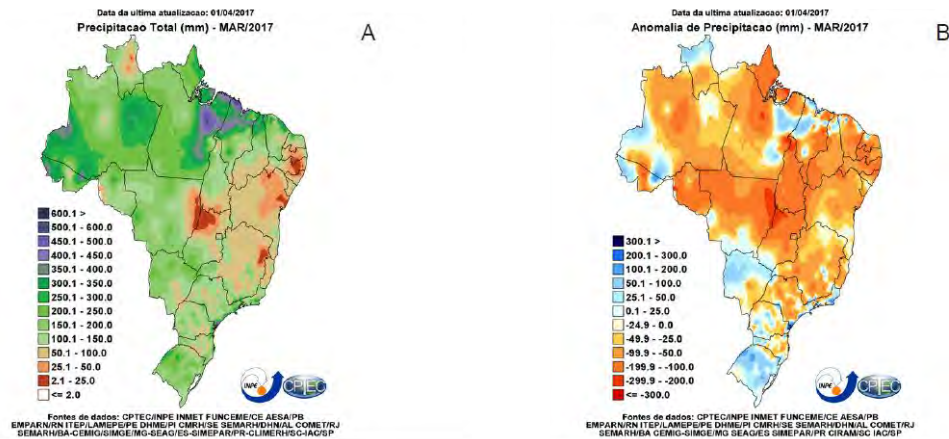 Data da ultima atualizacao: 01/04/2017
Precipitacao Total (mm) - MAR/2017
A
600.1 >
500.1 - 600.0
450.1 - 500.0
400.1 - 450.0
350.1 - 400.0
300.1 - 350.0
250.1 - 300.0
200.1 - 250.0
150.1 - 200.0
100.1 - 150.0
50.1 - 100.0
25.1 - 50.0
2.1 - 25.0
<= 2.0
INPE
CPTEC
Fontes de dados: CPTEC/INPE INMET FUNCEME/CE AESA/PB
EMPARN/RN ITEP/LAMEPE/PE DHME/PI CMRH/SE SEMARH/DHN/AL COMET/RJ
SEMARH/BA-CEMIG/SIMGE/MG-SEAG/ES-SIMEPAR/PR-CLIMERH/SC-IAC/SP
Data da ultima atualizacao: 01/04/2017
Anomalia de Precipitacao (mm) - MAR/2017
B
300.1 >
200.1 - 300.0
100.1 - 200.0
50.1 - 100.0
25.1 - 50.0
0.1 - 25.0
-24.9 - 0.0
-49.9 - -25.0
-99.9 - -50.0
-199.9 - -100.0
-299.9 - -200.0
<= -300.0
INPE
CPTEC
Fontes de dados: CPTEC/INPE INMET FUNCEME/CE AESA/PB
EMPARN/RN ITEP/LAMEPE/PE DHME/PI CMRH/SE SEMARH/DHN/AL COMET/RJ
SEMARH/BA CEMIG-SIMGE/MG SEAG/ES SIMEPAR/PR CIRAM/SC IAC/SP